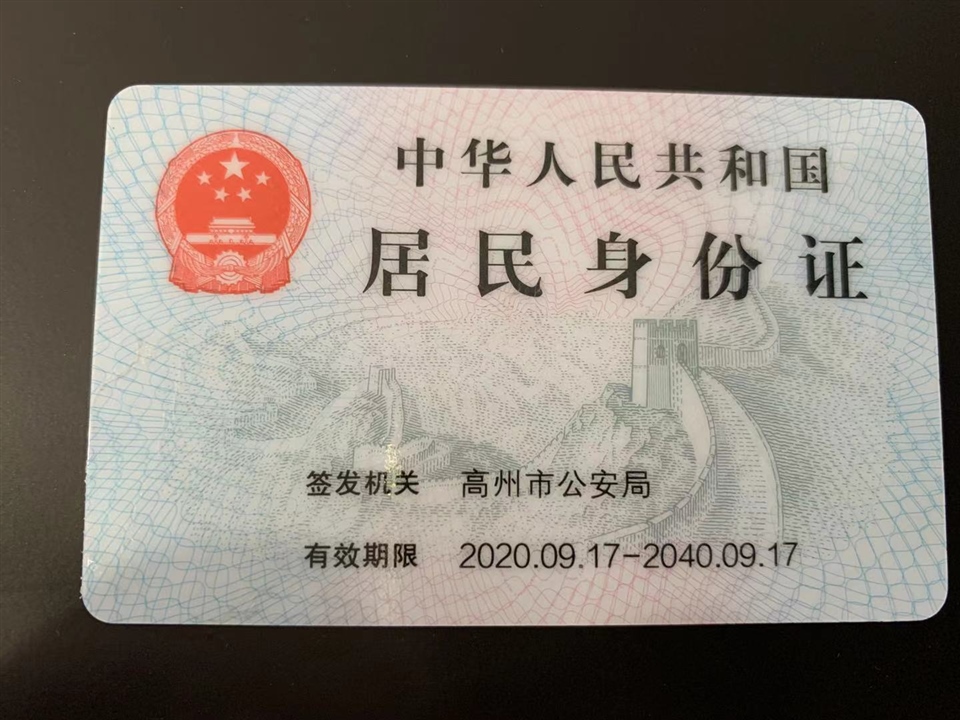 中华人民共和国
居民身份证
签发机关 高州市公安局
有效期限 2020.09.17-2040.09.17